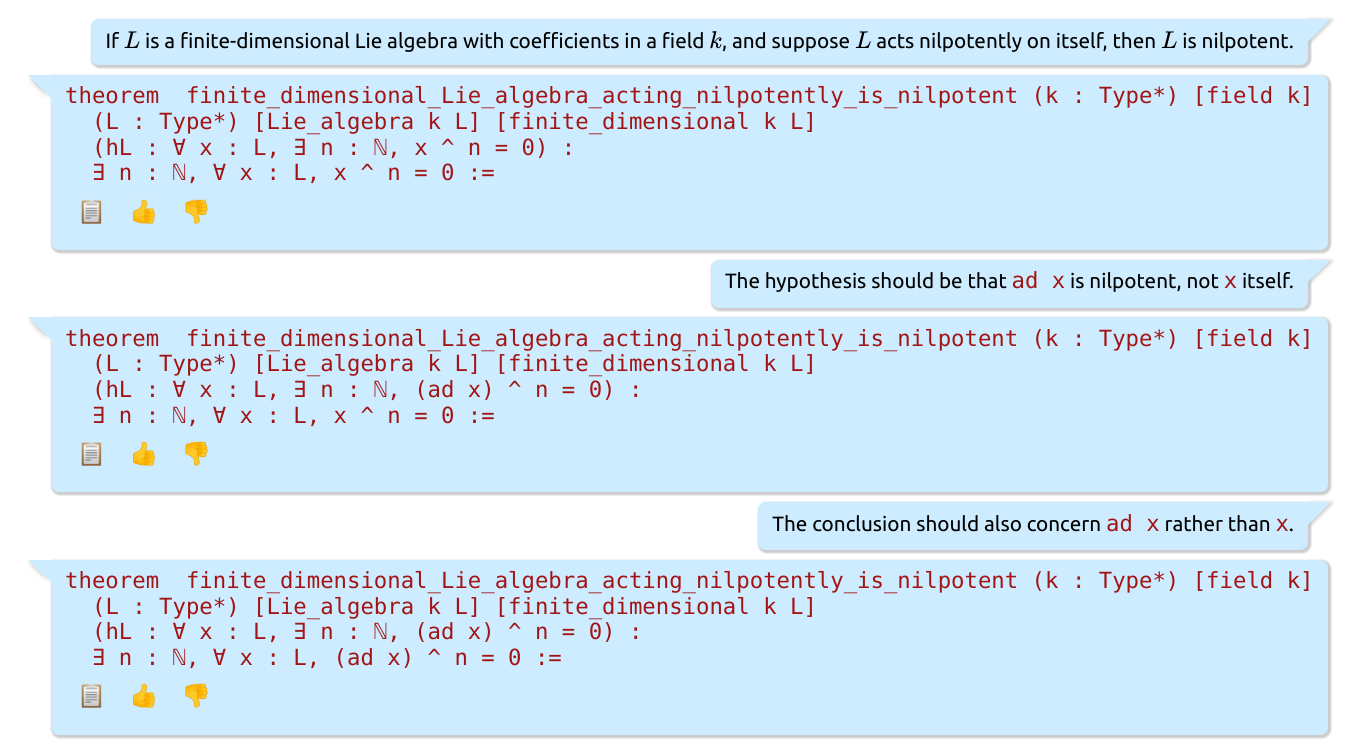 If L is a finite-dimensional Lie algebra with coefficients in a field k, and suppose L acts nilpotently on itself, then L is nilpotent.
theorem  finite_dimensional_Lie_algebra_acting_nilpotently_is_nilpotent (k : Type*) [field k]
  (L : Type*) [Lie_algebra k L] [finite_dimensional k L]
  (hL : ∀ x : L, ∃ n : ℕ, x ^ n = 0) :
  ∃ n : ℕ, ∀ x : L, x ^ n = 0 :=
The hypothesis should be that ad x is nilpotent, not x itself.
theorem  finite_dimensional_Lie_algebra_acting_nilpotently_is_nilpotent (k : Type*) [field k]
  (L : Type*) [Lie_algebra k L] [finite_dimensional k L]
  (hL : ∀ x : L, ∃ n : ℕ, (ad x) ^ n = 0) :
  ∃ n : ℕ, ∀ x : L, x ^ n = 0 :=
The conclusion should also concern ad x rather than x.
theorem  finite_dimensional_Lie_algebra_acting_nilpotently_is_nilpotent (k : Type*) [field k]
  (L : Type*) [Lie_algebra k L] [finite_dimensional k L]
  (hL : ∀ x : L, ∃ n : ℕ, (ad x) ^ n = 0) :
  ∃ n : ℕ, ∀ x : L, (ad x) ^ n = 0 :=